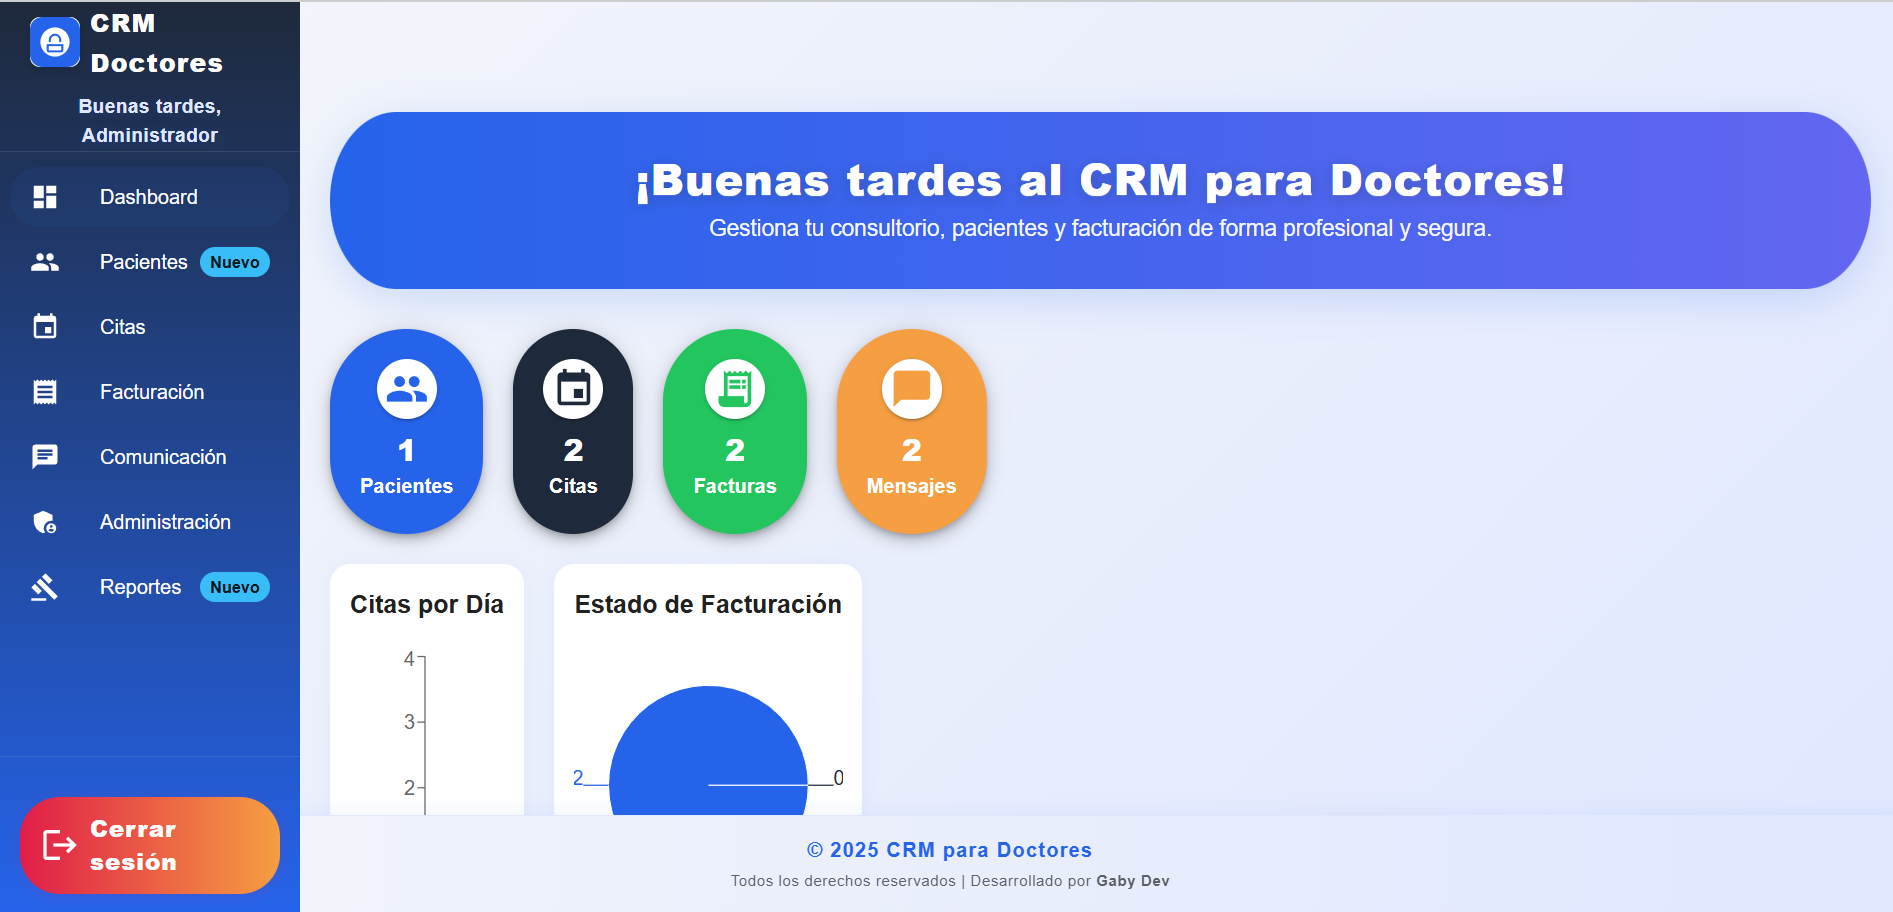 CRM
Doctores
Buenas tardes,
Administrador
Dashboard
Pacientes Nuevo
Citas
Facturación
Comunicación
Administración
Reportes Nuevo
Cerrar
sesión
¡Buenas tardes al CRM para Doctores!
Gestiona tu consultorio, pacientes y facturación de forma profesional y segura.
1
Pacientes
2
Citas
2
Facturas
2
Mensajes
Citas por Día
4
3
2
Estado de Facturación
2
0
© 2025 CRM para Doctores
Todos los derechos reservados | Desarrollado por Gaby Dev